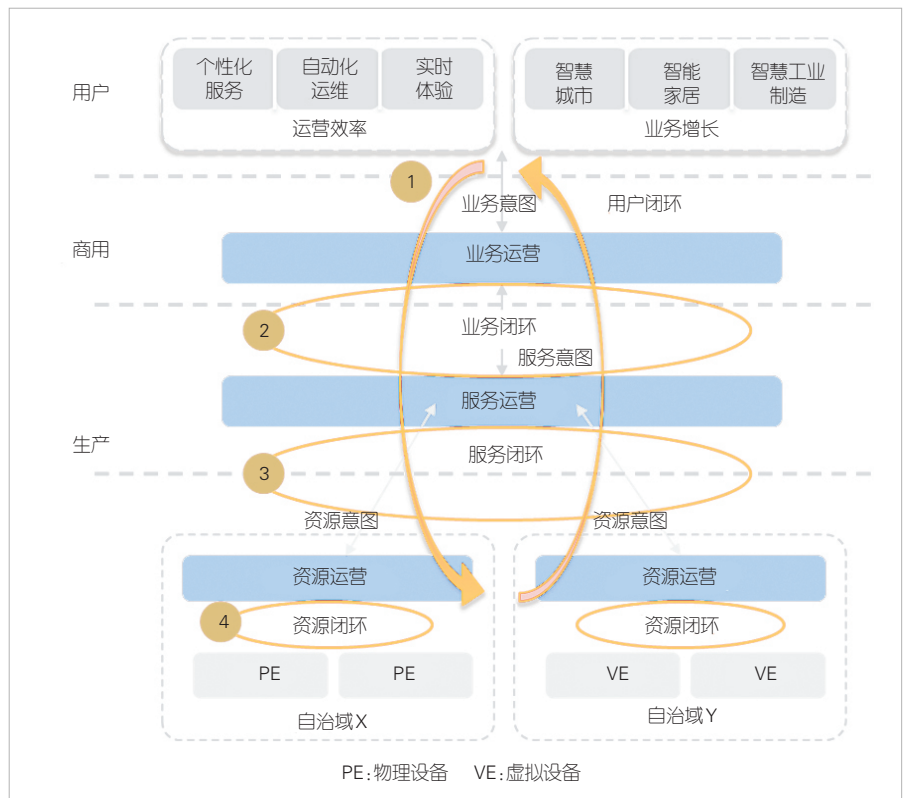 个性化
服务
自动化
运维
实时
体验
运营效率
智慧
城市
智能
家居
智慧工业
制造
业务增长
用户
1
业务意图
用户闭环
商用
业务运营
2
业务闭环
服务意图
服务运营
生产
服务闭环
3
资源意图
资源意图
资源运营
资源运营
4
资源闭环
资源闭环
PE
PE
VE
VE
自治域X
自治域Y
PE:物理设备 VE:虚拟设备